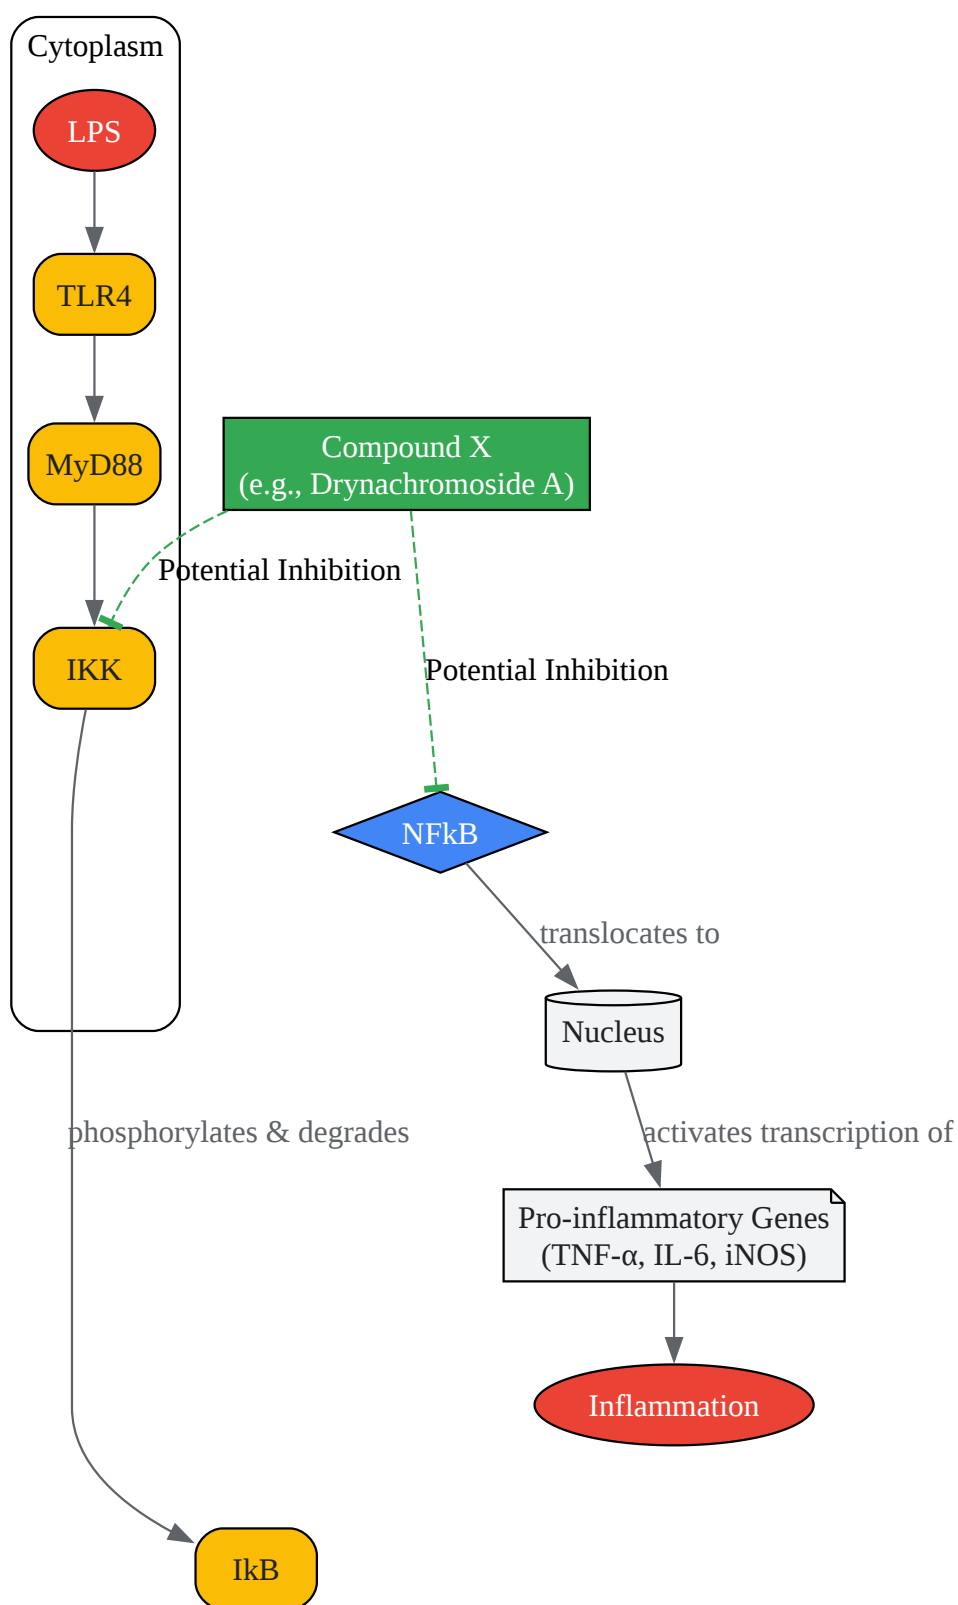 Cytoplasm
LPS
TLR4
MyD88
Compound X
(e.g., Drynachromoside A)
Potential Inhibition
IKK
Potential Inhibition
NFkB
translocates to
Nucleus
phosphorylates & degrades
activates transcription of
Pro-inflammatory Genes
(TNF-α, IL-6, iNOS)
Inflammation
IkB